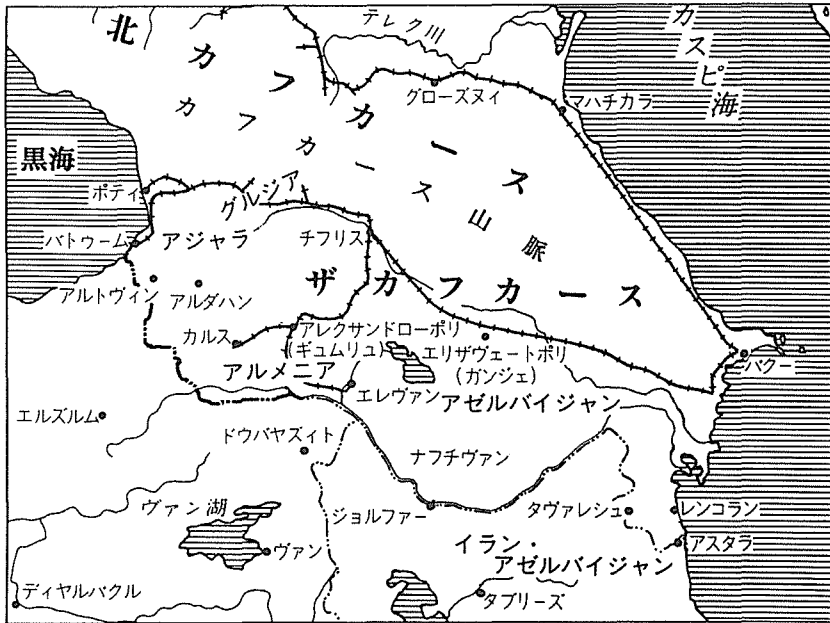 北カフカース
テレク川
カスピ海
グローズヌィ
マハチカラ
カフカース山脈
黒海
ポティ
グルジア
バトゥーム
アジャラ
チフリス
ザカフカース
アルトヴィン
アルダハン
カルス
アレクサンドローポリ
(ギュムリュ)
エリザヴェートポリ
(ガンジェ)
バクー
アルメニア
エレヴァン
アゼルバイジャン
エルズルム
ドウバヤズィト
ナフチヴァン
ヴァン湖
ジョルファー
タヴァレシュ
レンコラン
ヴァン
イラン・
アゼルバイジャン
アスタラ
ディヤルバクル
タブリーズ